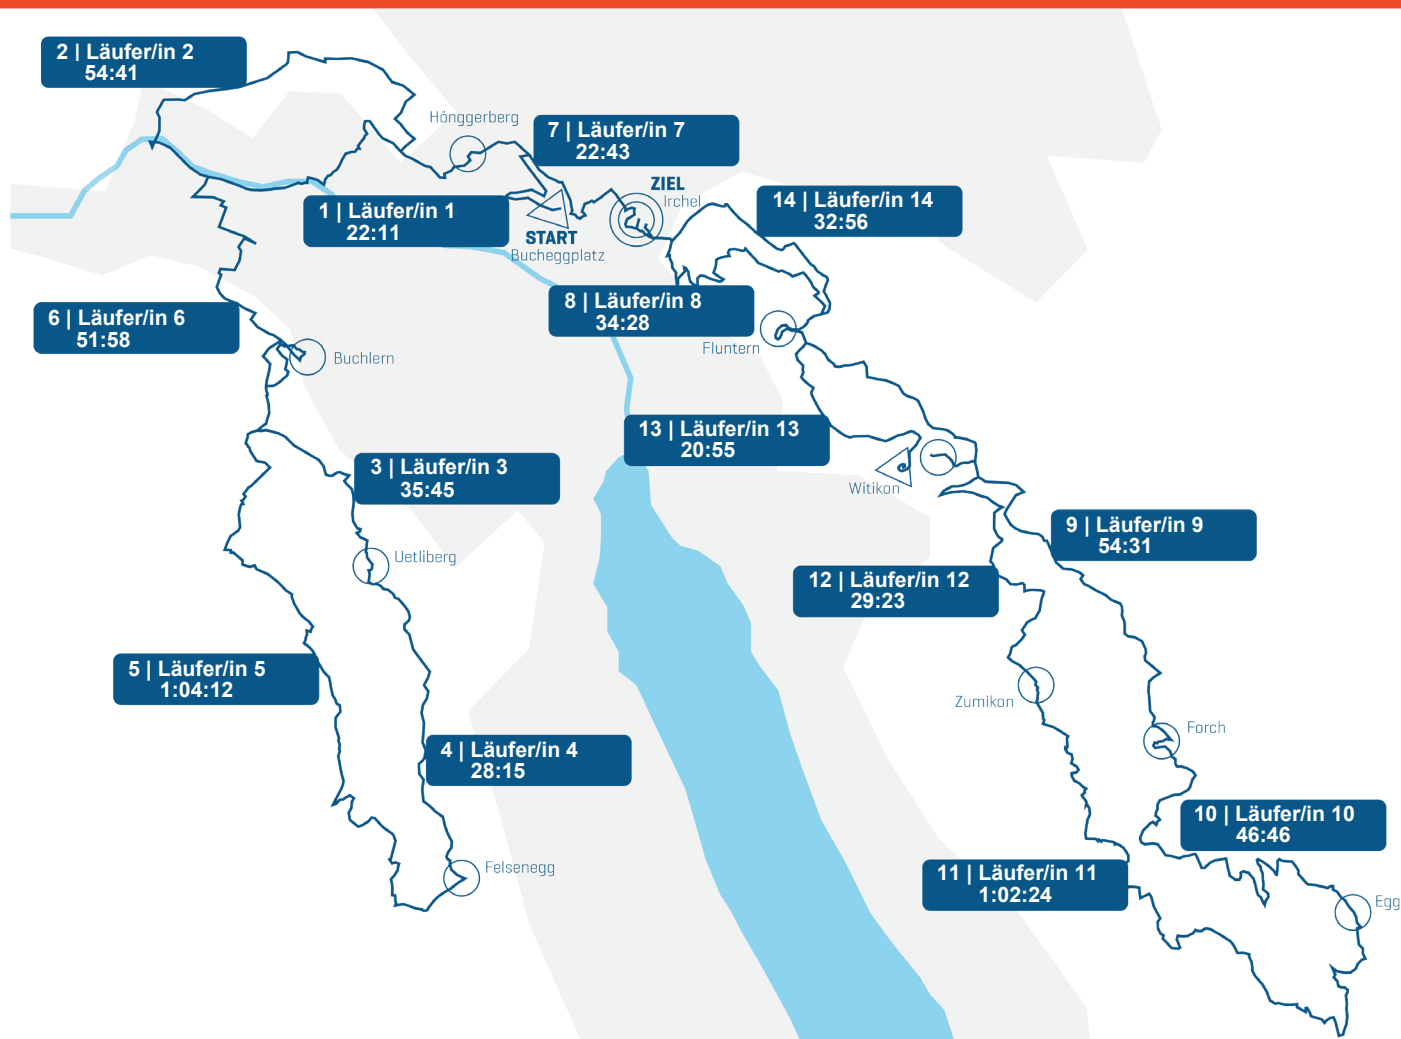 2 | Läufer/in 2
54:41
Hönggerberg
7 | Läufer/in 7
22:43
ZIEL
Irchel
14 | Läufer/in 14
32:56
1 | Läufer/in 1
22:11
START
Bucheggplatz
8 | Läufer/in 8
34:28
6 | Läufer/in 6
51:58
Buchlern
Fluntern
13 | Läufer/in 13
20:55
3 | Läufer/in 3
35:45
Witikon
9 | Läufer/in 9
54:31
Uetliberg
12 | Läufer/in 12
29:23
5 | Läufer/in 5
1:04:12
Zumikon
Forch
4 | Läufer/in 4
28:15
10 | Läufer/in 10
46:46
Felsenegg
11 | Läufer/in 11
1:02:24
Egg